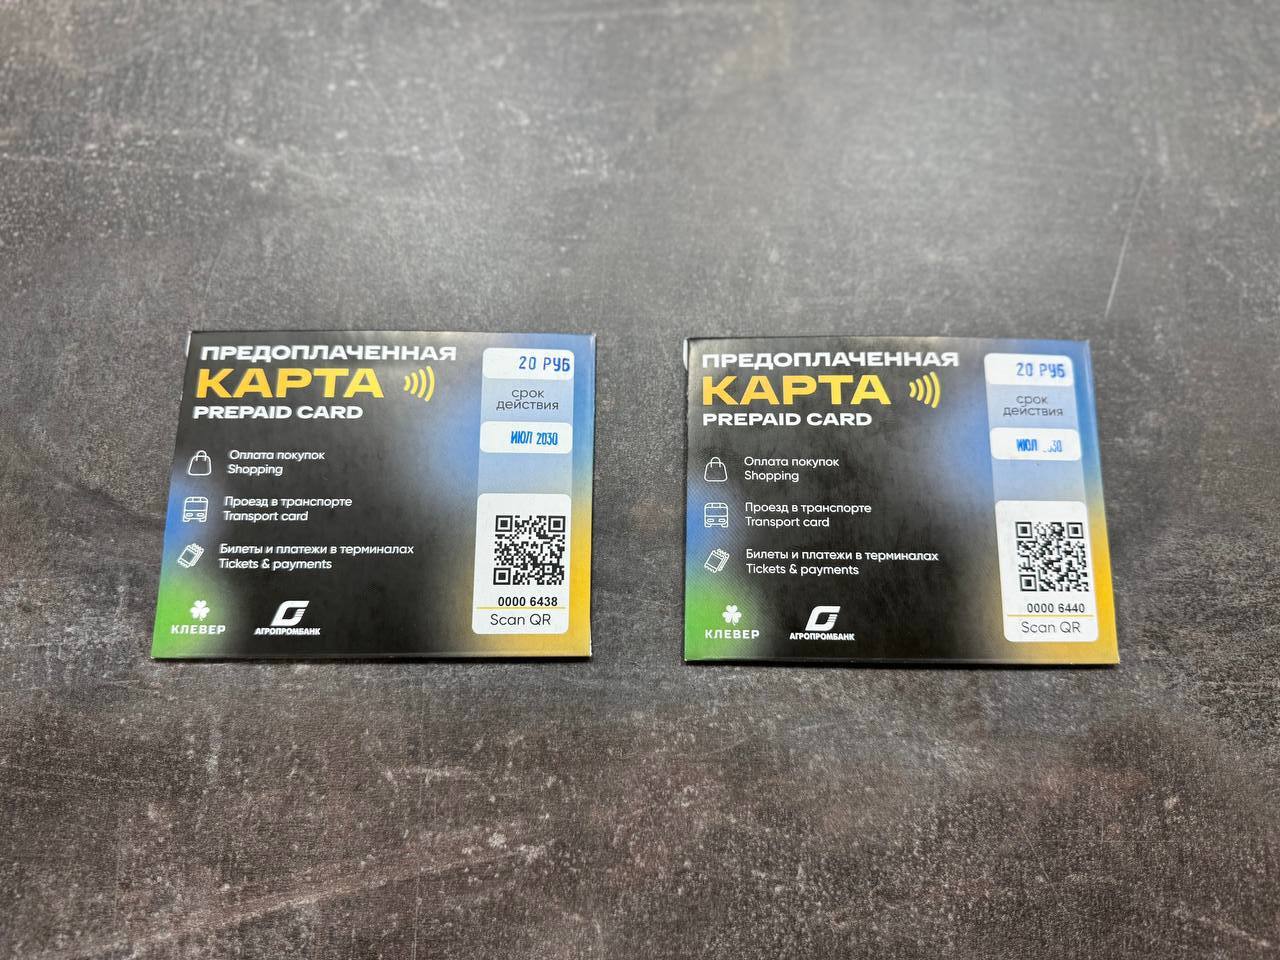 ПРЕДОПЛАЧЕННАЯ
КАРТА
PREPAID CARD
20 РУБ
срок
действия
ИЮЛ 2030
Оплата покупок
Shopping
Проезд в транспорте
Transport card
Билеты и платежи в терминалах
Tickets & payments
КЛЕВЕР
АГРОПРОМБАНК
0000 6438
Scan QR
ПРЕДОПЛАЧЕННАЯ
КАРТА
PREPAID CARD
20 РУБ
срок
действия
ИЮЛ
Оплата покупок
Shopping
Проезд в транспорте
Transport card
Билеты и платежи в терминалах
Tickets & payments
КЛЕВЕР
АГРОПРОМБАНК
0000 6440
Scan QR